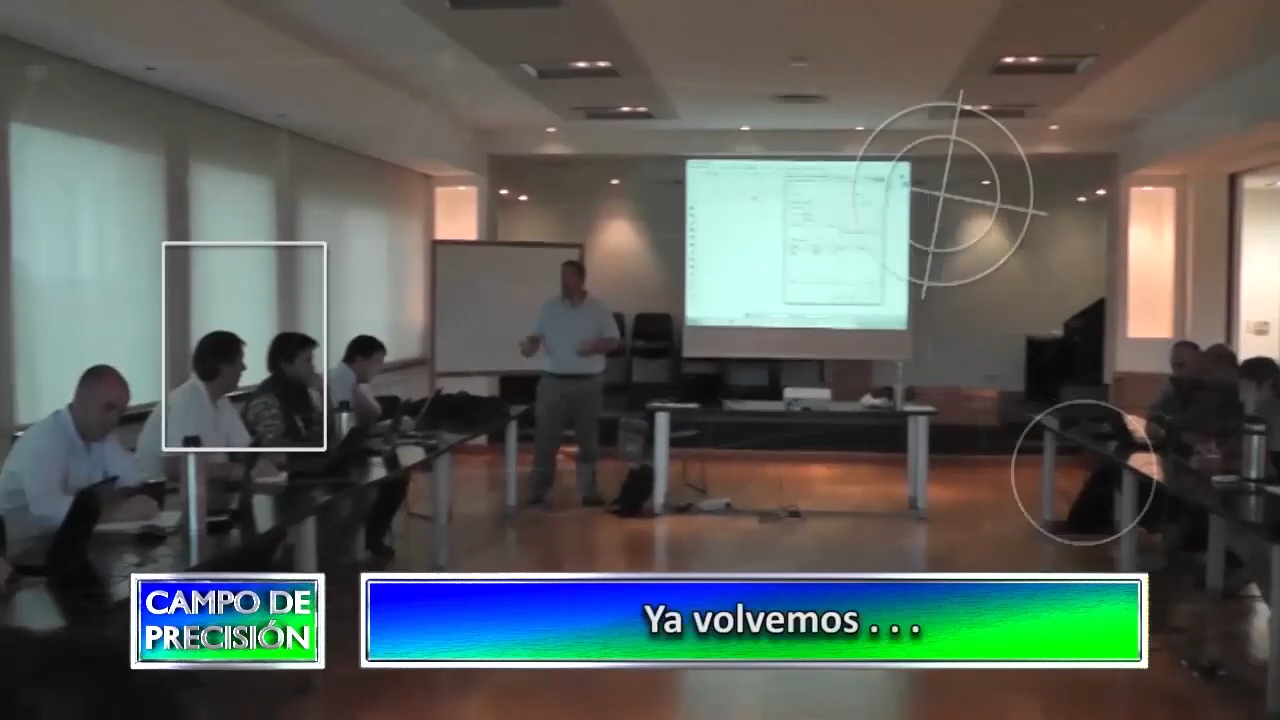 CAMPO DE
PRECISIÓN
Ya volvemos . . .